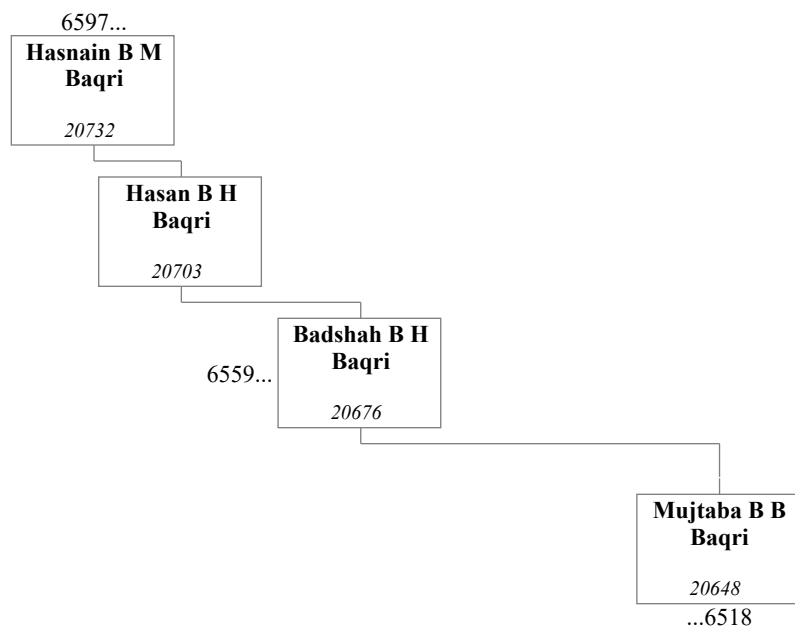 6597...
Hasnain B M
Baqri
20732
Hasan B H
Baqri
20703
Badshah B H
Baqri
6559...
20676
Mujtaba B B
Baqri
20648
...6518